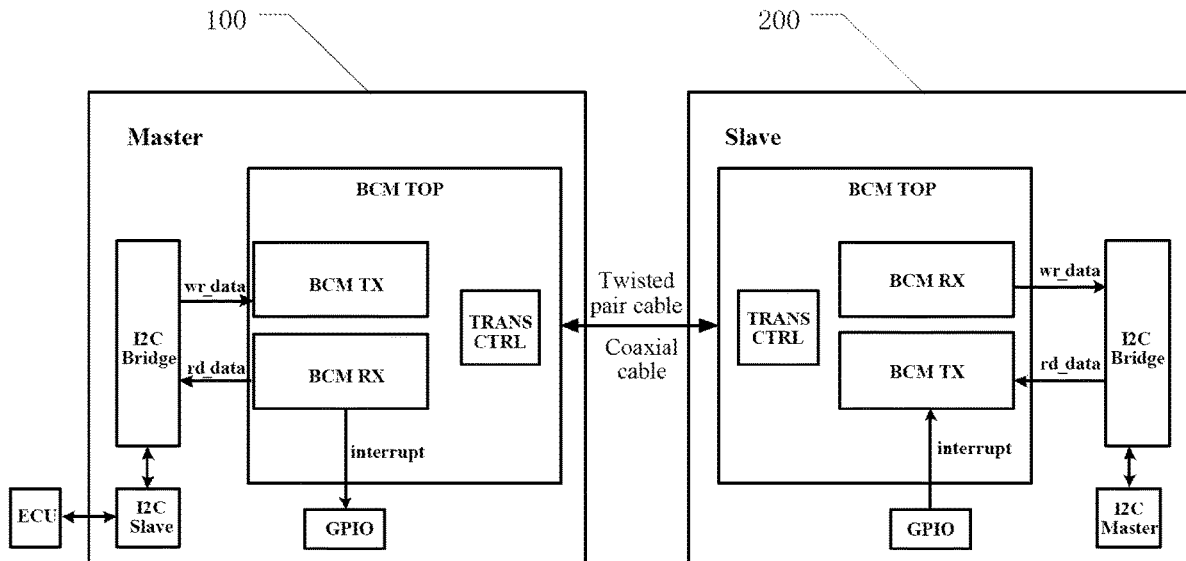 100
200
Master
Slave
BCM TOP
BCM TOP
BCM TX
BCM RX
wr_data
wr_data
Twisted
pair cable
TRANS
CTRL
TRANS
CTRL
I2C
Bridge
I2C
Bridge
Coaxial
cable
rd_data
BCM RX
BCM TX
rd_data
interrupt
interrupt
ECU
I2C
Slave
GPIO
GPIO
I2C
Master